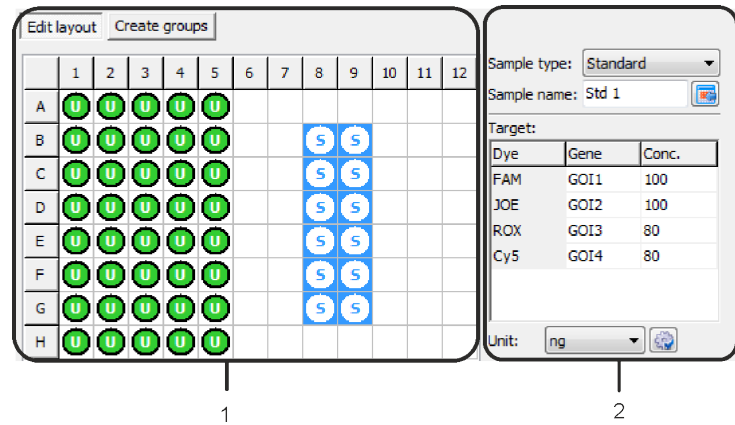 Edit layout Create groups
1 2 3 4 5 6 7 8 9 10 11 12
A U U U U U
B U U U U U S S
C U U U U U S S
D U U U U U S S
E U U U U U S S
F U U U U U S S
G U U U U U S S
H U U U U U
Sample type: Standard
Sample name: Std 1
Target:
Dye Gene Conc.
FAM GOI1 100
JOE GOI2 100
ROX GOI3 80
Cy5 GOI4 80
Unit: ng
1
2